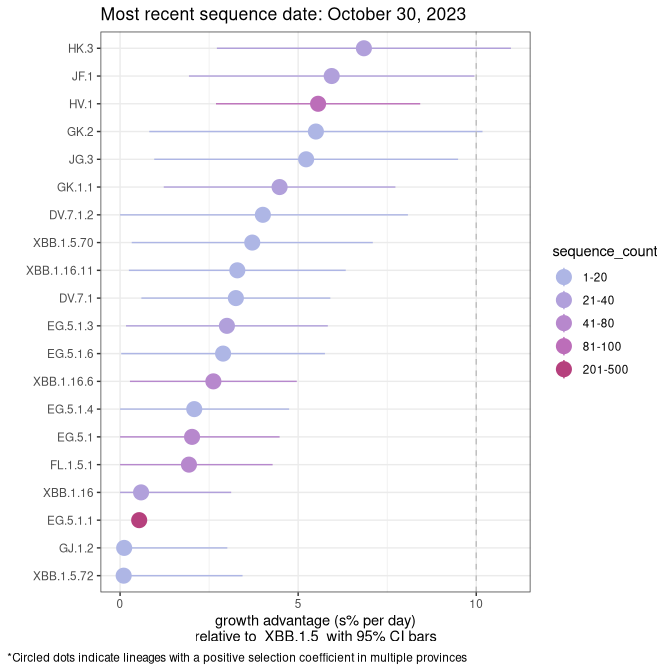 Most recent sequence date: October 30, 2023
HK.3
JF.1
HV.1
GK.2
JG.3
GK.1.1
DV.7.1.2
XBB.1.5.70
XBB.1.16.11
DV.7.1
EG.5.1.3
EG.5.1.6
XBB.1.16.6
EG.5.1.4
EG.5.1
FL.1.5.1
XBB.1.16
EG.5.1.1
GJ.1.2
XBB.1.5.72
0 5 10
growth advantage (s% per day)
relative to XBB.1.5 with 95% CI bars
sequence_count
1-20
21-40
41-80
81-100
201-500
*Circled dots indicate lineages with a positive selection coefficient in multiple provinces